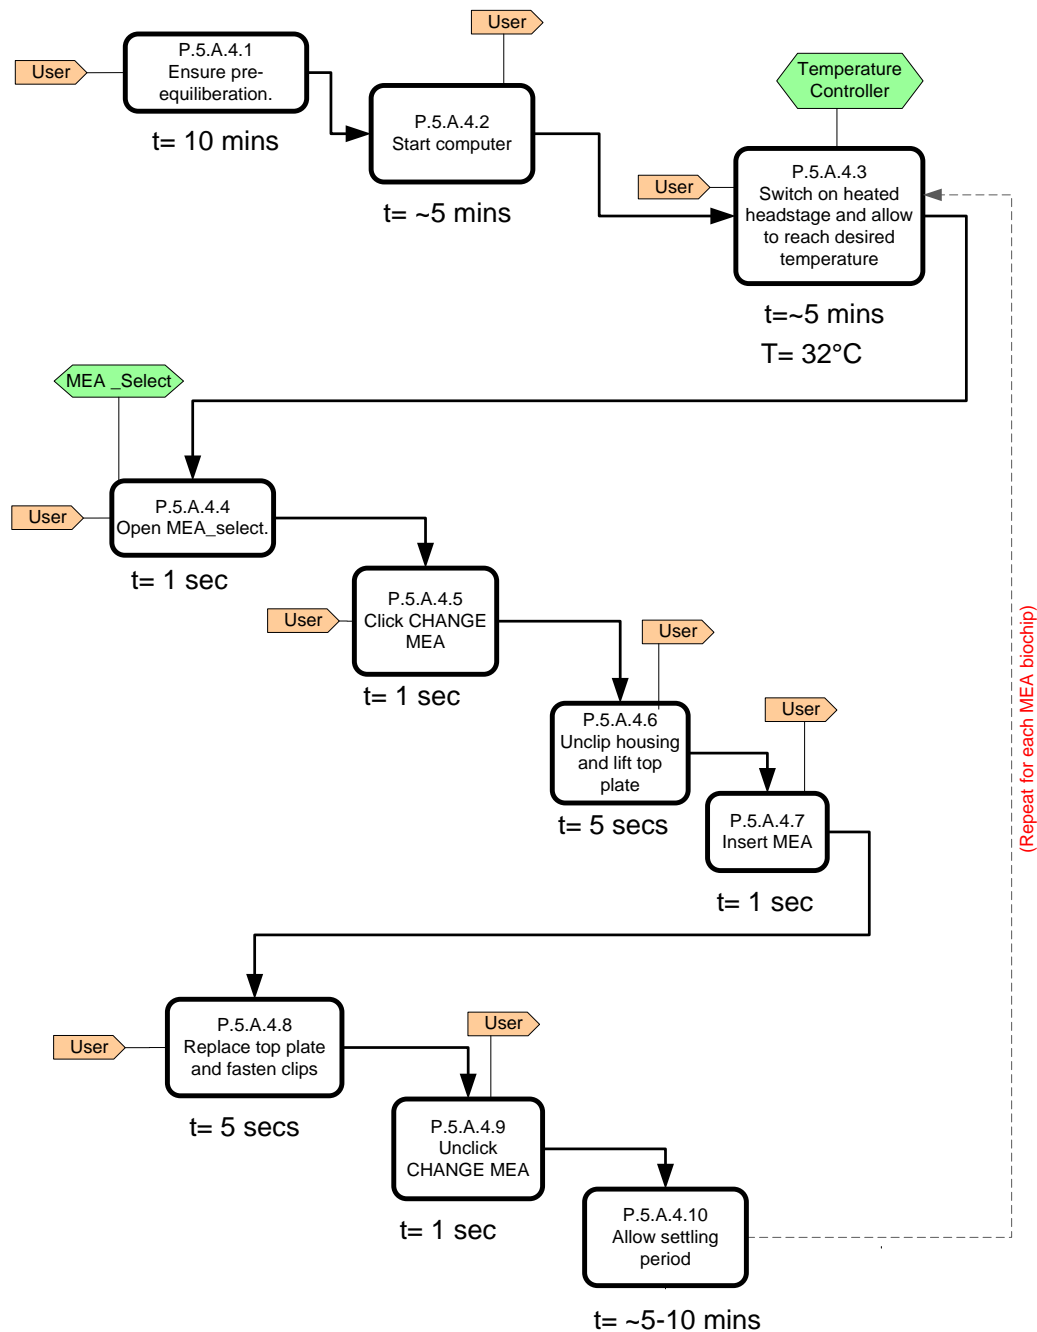 User
P.5.A.4.1
Ensure pre-
equiliberation.
t= 10 mins
User
P.5.A.4.2
Start computer
t= ~5 mins
Temperature
Controller
User
P.5.A.4.3
Switch on heated
headstage and allow
to reach desired
temperature
t=~5 mins
T= 32°C
MEA _Select
User
P.5.A.4.4
Open MEA_select.
t= 1 sec
User
P.5.A.4.5
Click CHANGE
MEA
t= 1 sec
User
P.5.A.4.6
Unclip housing
and lift top
plate
t= 5 secs
User
P.5.A.4.7
Insert MEA
t= 1 sec
User
P.5.A.4.8
Replace top plate
and fasten clips
t= 5 secs
User
P.5.A.4.9
Unclick
CHANGE MEA
t= 1 sec
P.5.A.4.10
Allow settling
period
t= ~5-10 mins
(Repeat for each MEA biochip)